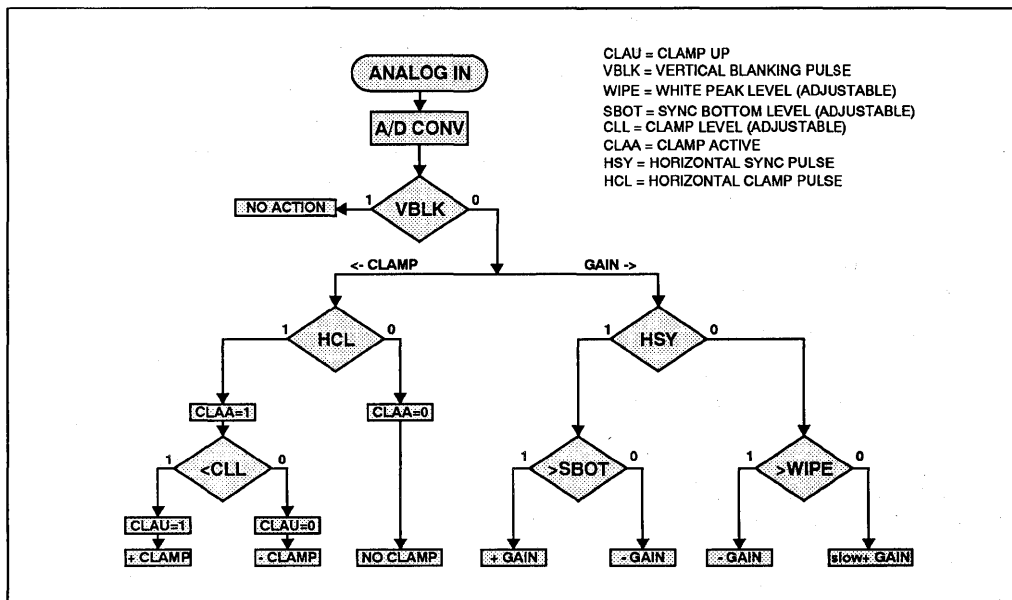 ANALOG IN
CLAU = CLAMP UP
VBLK = VERTICAL BLANKING PULSE
WIPE = WHITE PEAK LEVEL (ADJUSTABLE)
SBOT = SYNC BOTTOM LEVEL (ADJUSTABLE)
CLL = CLAMP LEVEL (ADJUSTABLE)
CLAA = CLAMP ACTIVE
HSY = HORIZONTAL SYNC PULSE
HCL = HORIZONTAL CLAMP PULSE
A/D CONV
NO ACTION 1 VBLK 0
<- CLAMP GAIN ->
1 HCL 0 1 HSY 0
CLAA=1 CLAA=0
1 <CLL 0 1 >SBOT 0 1 >WIPE 0
CLAU=1 CLAU=0
+ CLAMP - CLAMP NO CLAMP + GAIN - GAIN - GAIN slow+ GAIN